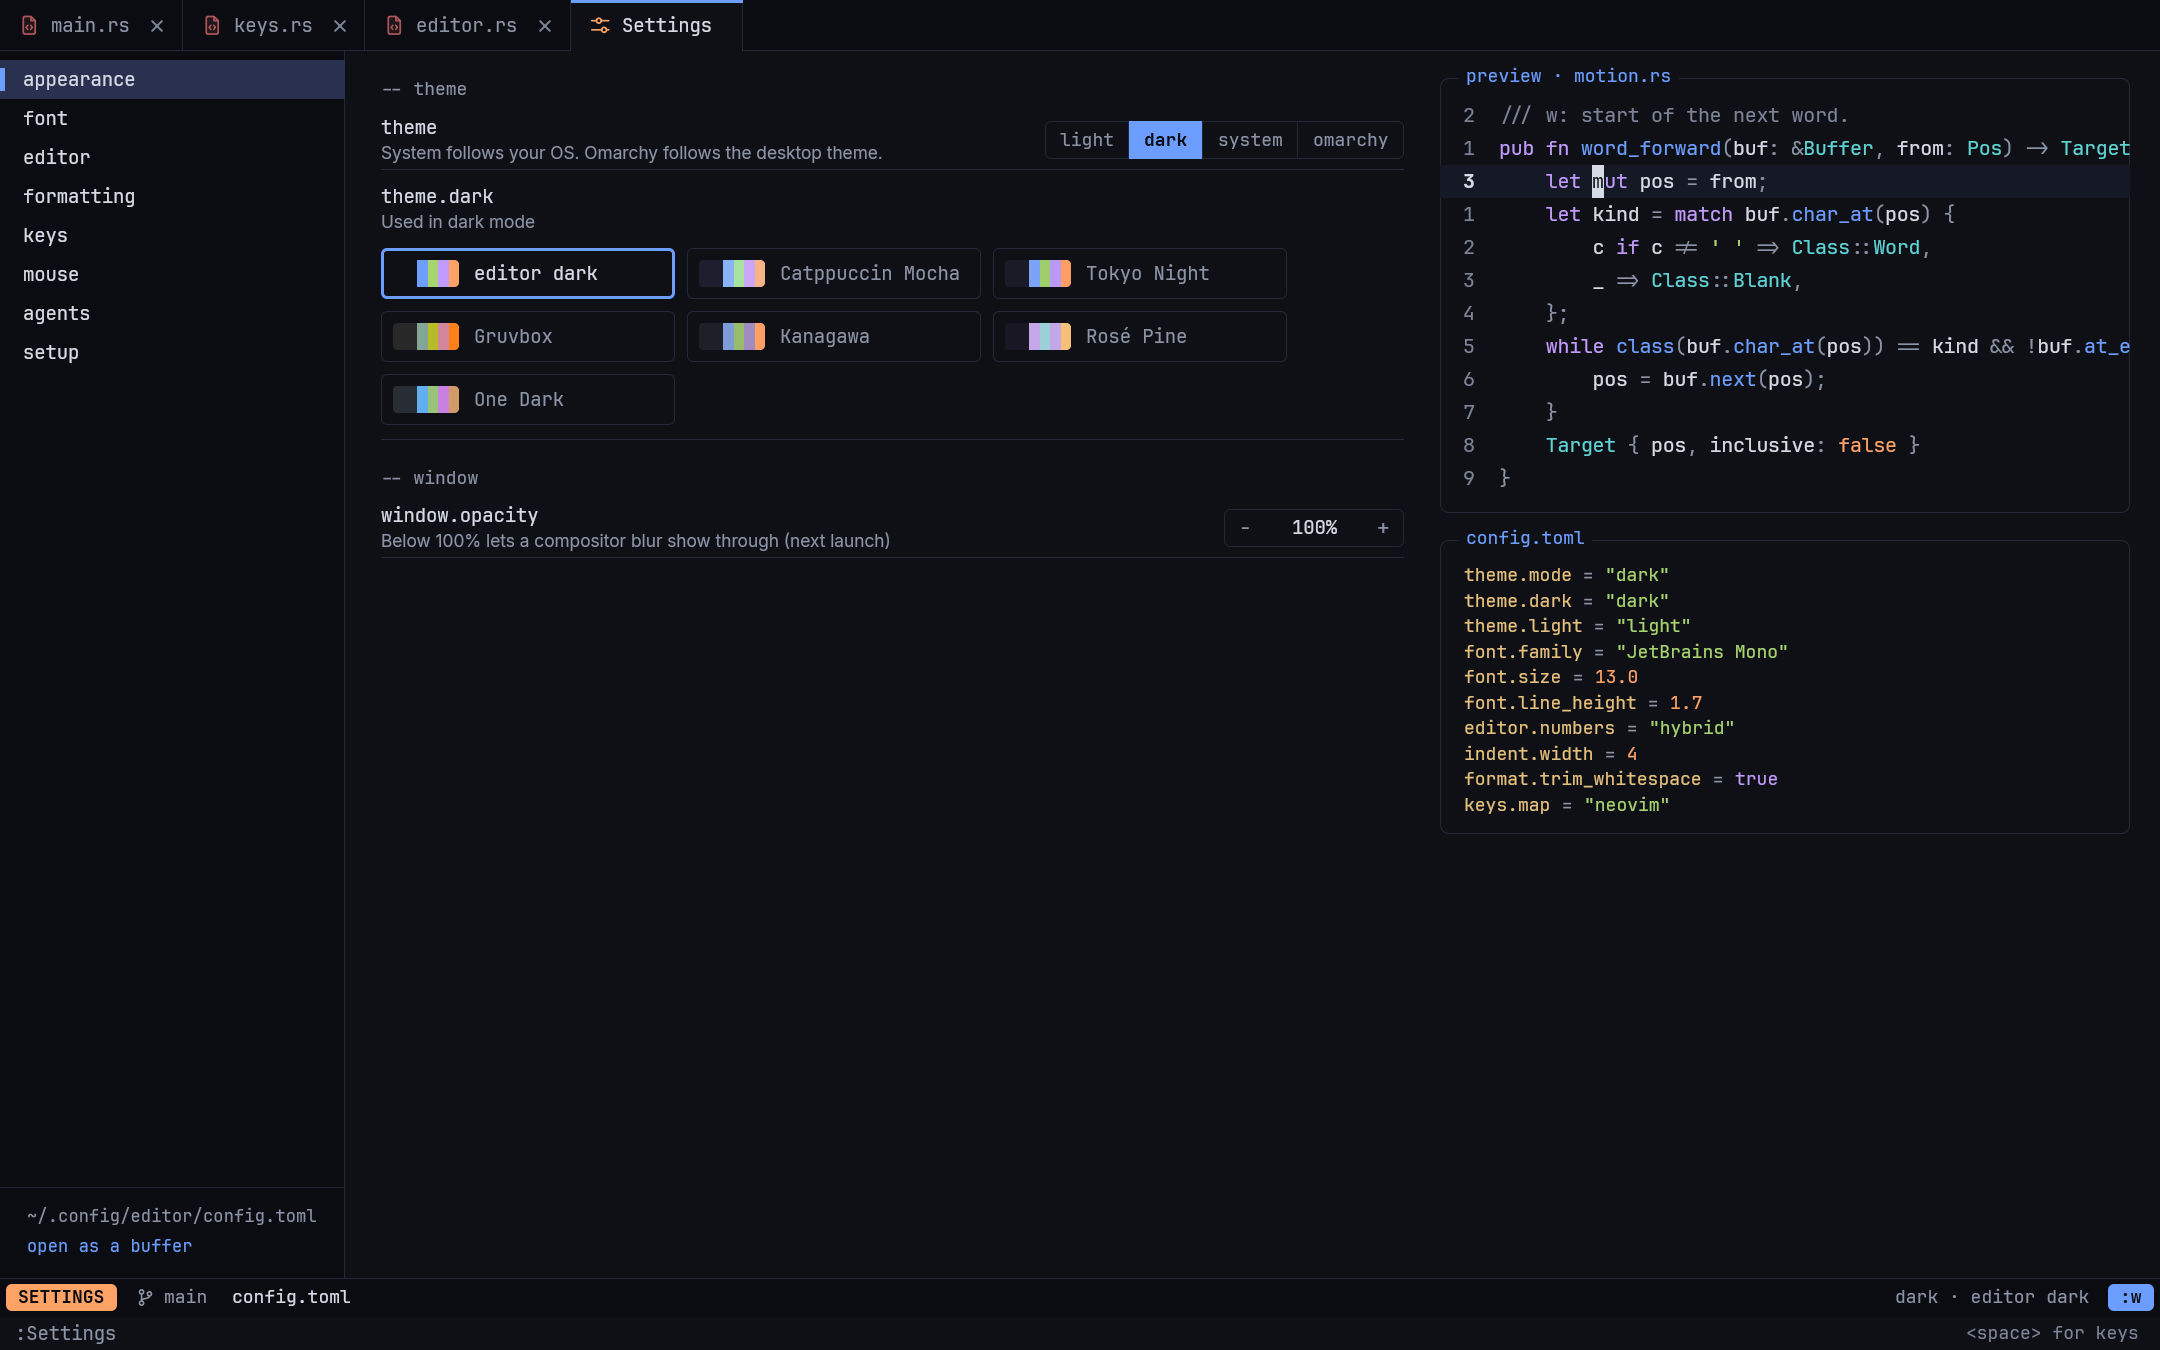 main.rs
keys.rs
editor.rs
Settings
appearance
font
editor
formatting
keys
mouse
agents
setup
~/.config/editor/config.toml
open as a buffer
-- theme
theme
System follows your OS. Omarchy follows the desktop theme.
light dark system omarchy
theme.dark
Used in dark mode
editor dark
Catppuccin Mocha
Tokyo Night
Gruvbox
Kanagawa
Rosé Pine
One Dark
-- window
window.opacity
Below 100% lets a compositor blur show through (next launch)
- 100% +
preview · motion.rs
2 /// w: start of the next word.
1 pub fn word_forward(buf: &Buffer, from: Pos) -> Target
3 let mut pos = from;
1 let kind = match buf.char_at(pos) {
2 c if c != ' ' => Class::Word,
3 _ => Class::Blank,
4 };
5 while class(buf.char_at(pos)) == kind && !buf.at_e
6 pos = buf.next(pos);
7 }
8 Target { pos, inclusive: false }
9 }
config.toml
theme.mode = "dark"
theme.dark = "dark"
theme.light = "light"
font.family = "JetBrains Mono"
font.size = 13.0
font.line_height = 1.7
editor.numbers = "hybrid"
indent.width = 4
format.trim_whitespace = true
keys.map = "neovim"
SETTINGS main config.toml
dark · editor dark :w
:Settings
<space> for keys